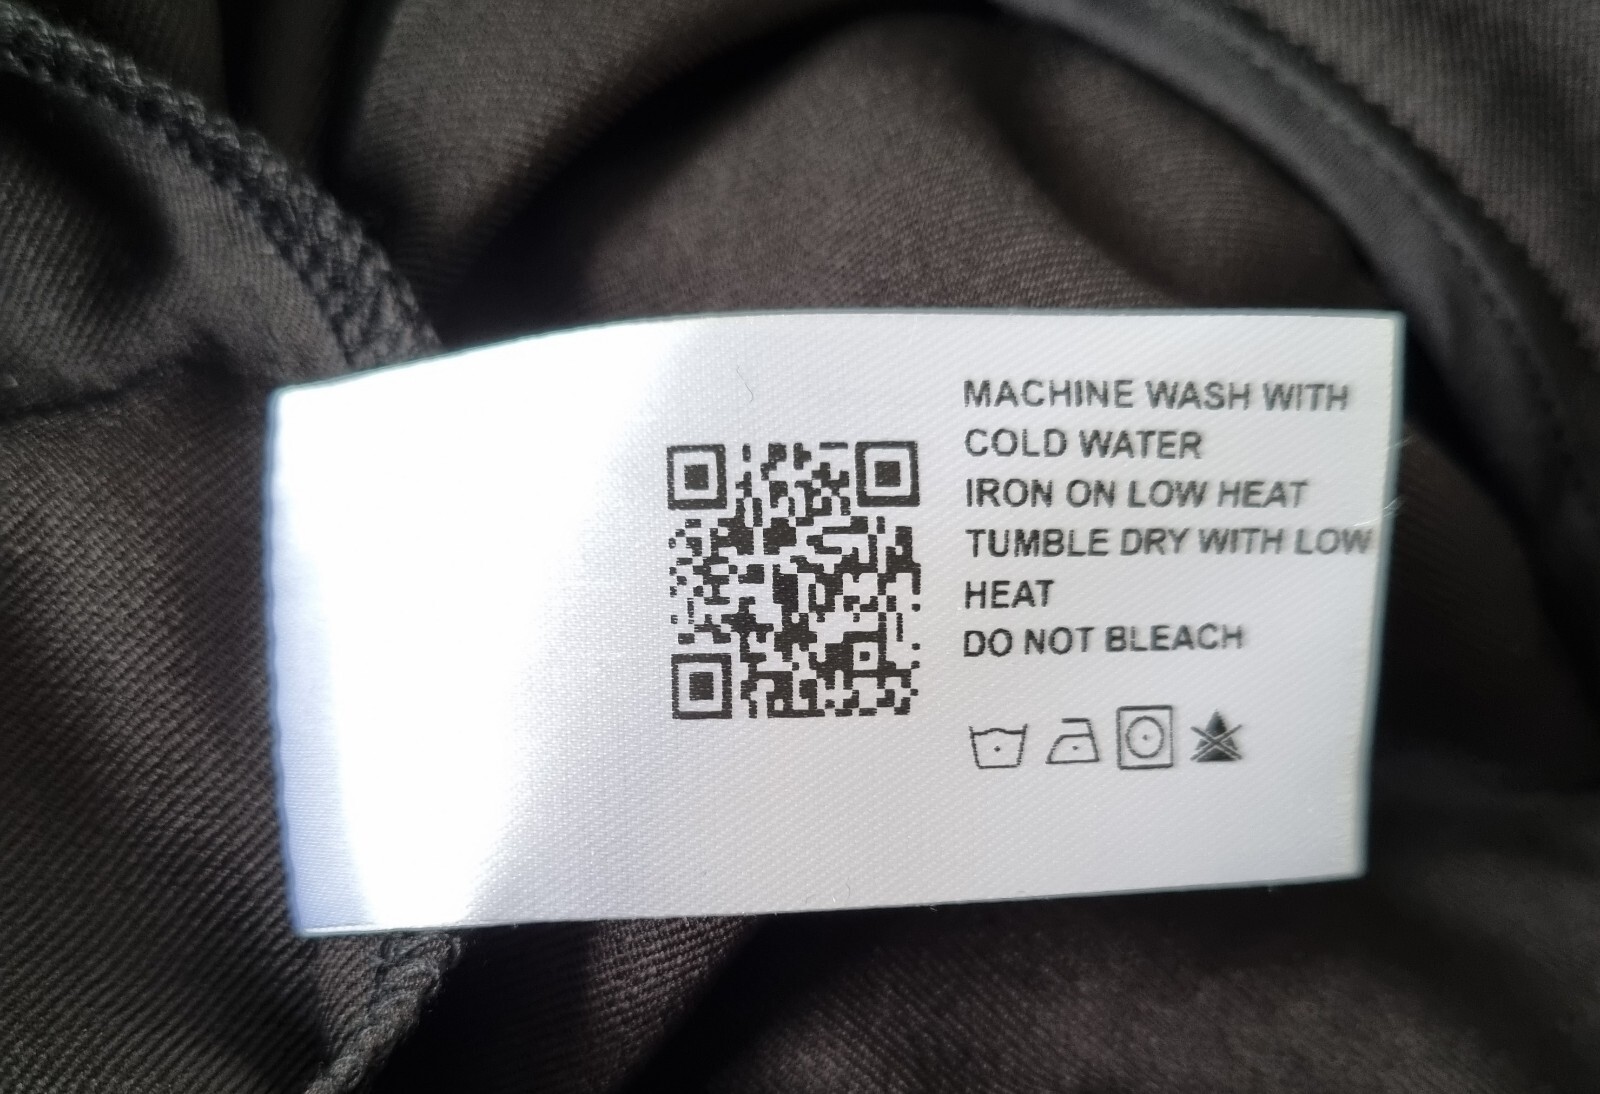 MACHINE WASH WITH
COLD WATER
IRON ON LOW HEAT
TUMBLE DRY WITH LOW
HEAT
DO NOT BLEACH